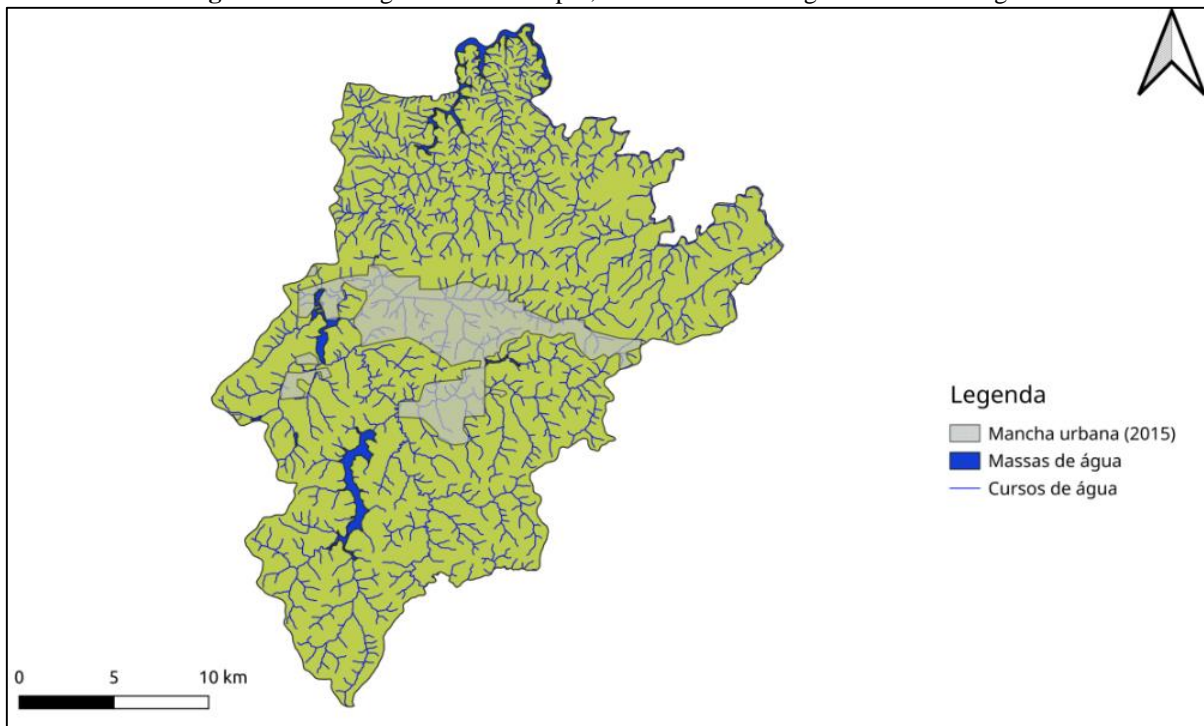 Legenda
Mancha urbana (2015)
Massas de água
Cursos de água
0 5 10 km